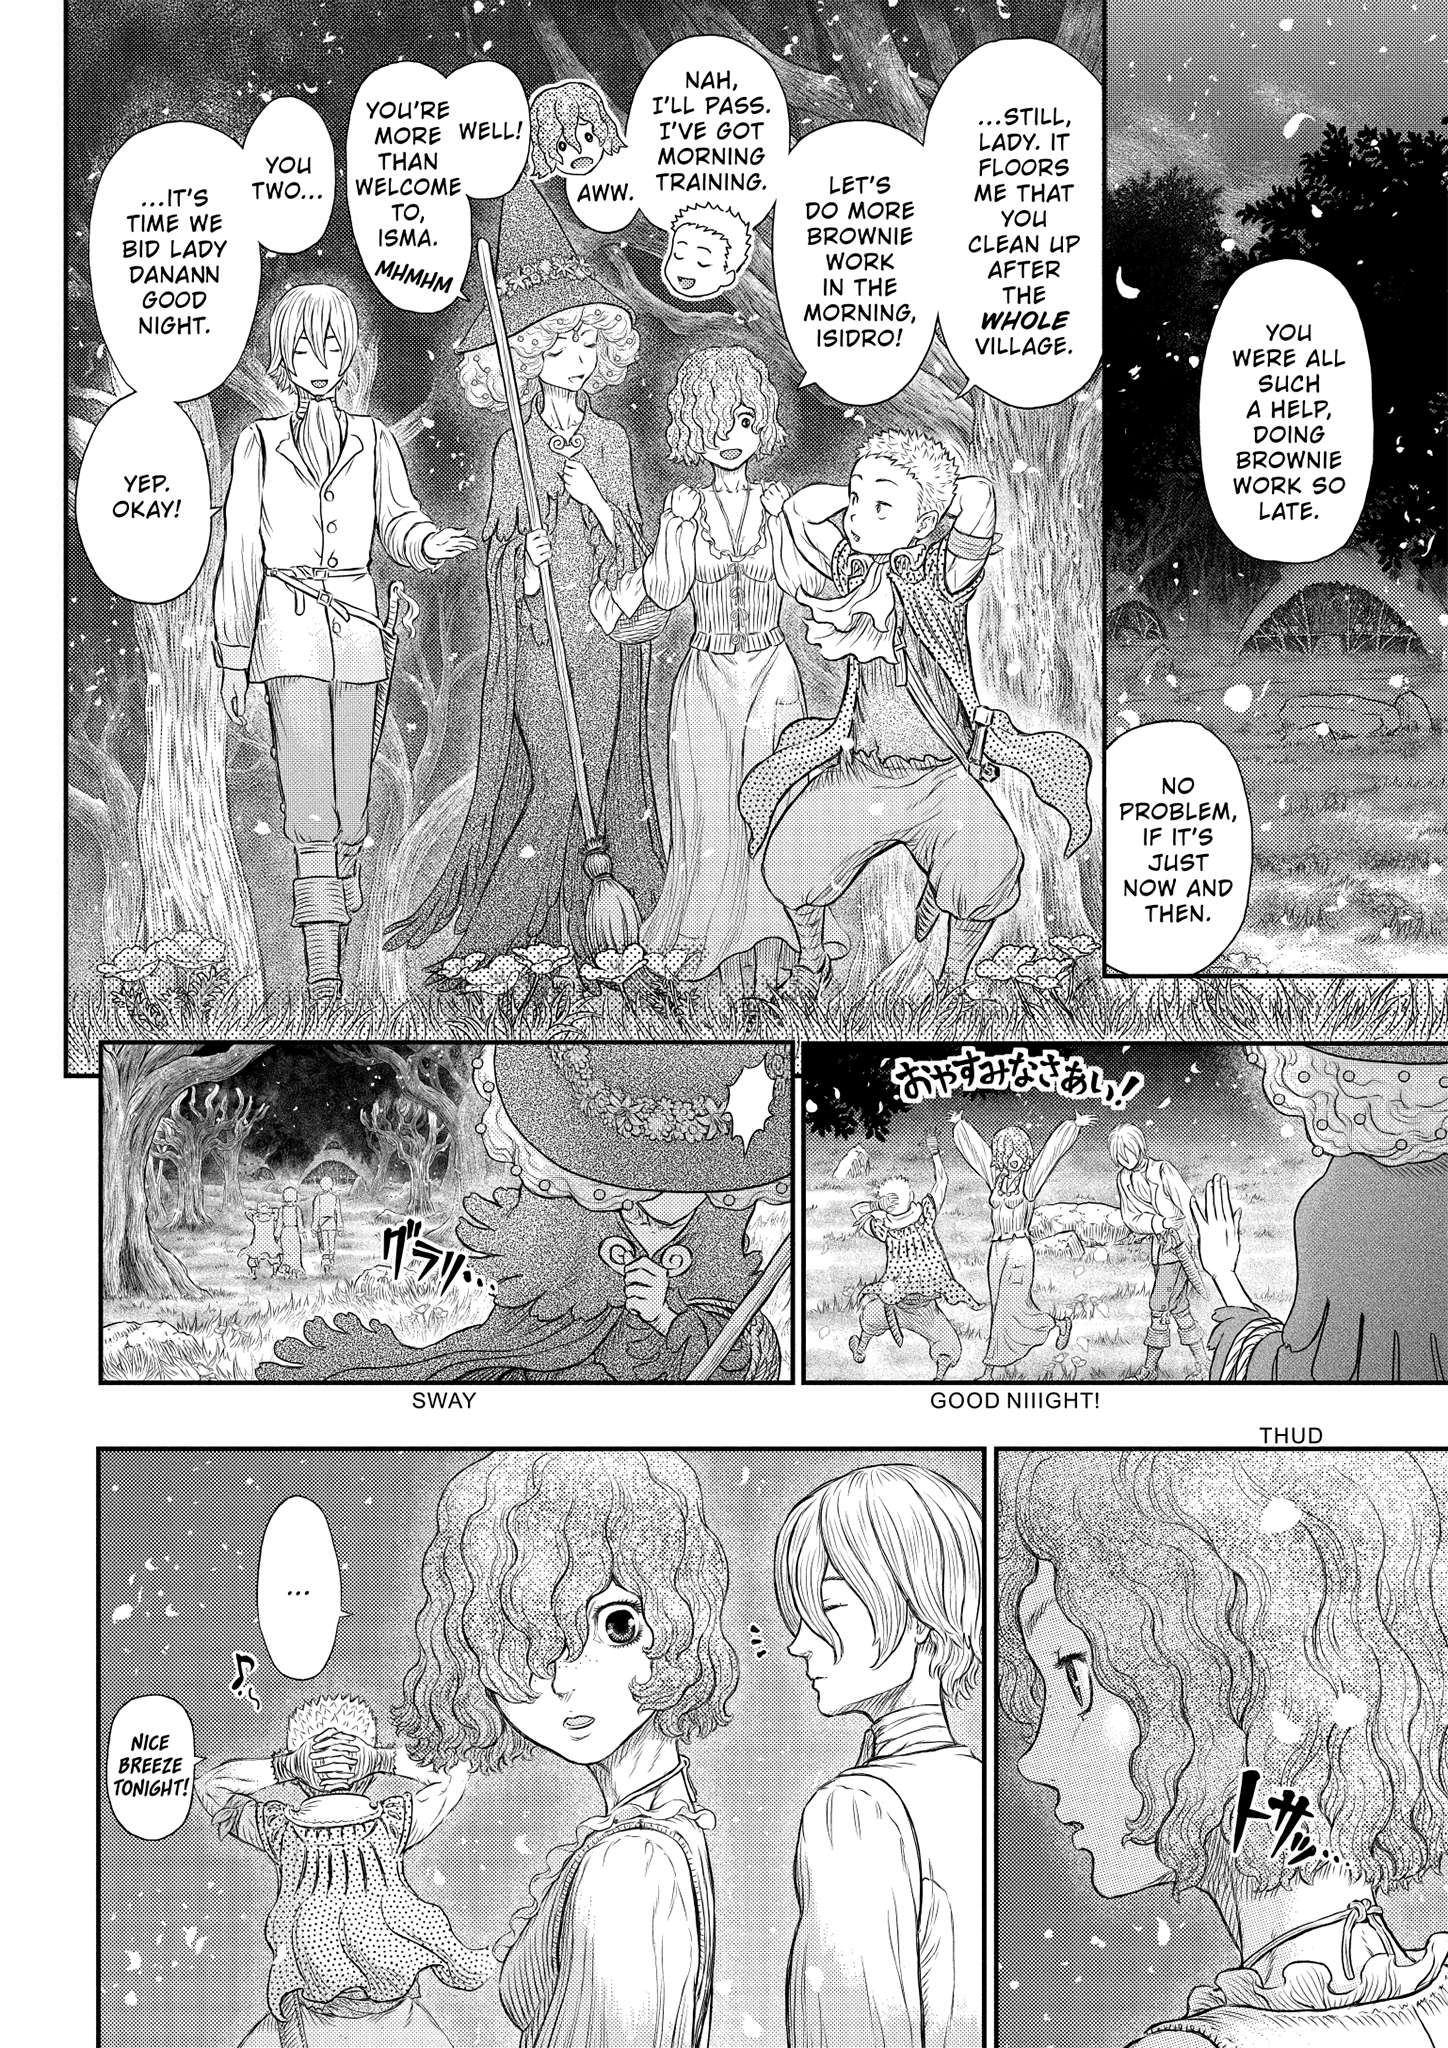 YOU
WERE ALL
SUCH
A HELP,
DOING
BROWNIE
WORK SO
LATE.
NO
PROBLEM,
IF IT'S
JUST
NOW AND
THEN.
...STILL,
LADY. IT
FLOORS
ME THAT
YOU
CLEAN UP
AFTER
THE
WHOLE
VILLAGE.
LET'S
DO MORE
BROWNIE
WORK
IN THE
MORNING,
ISIDRO!
NAH,
I'LL PASS.
I'VE GOT
MORNING
TRAINING.
AWW.
WELL!
YOU'RE
MORE
THAN
WELCOME
TO,
ISMA.
MHMHM
YOU
TWO...
...IT'S
TIME WE
BID LADY
DANANN
GOOD
NIGHT.
YEP.
OKAY!
おやすみなさあい!
GOOD NIIIGHT!
グラリ…
SWAY
THUD
ドサッ…
...
NICE
BREEZE
TONIGHT!